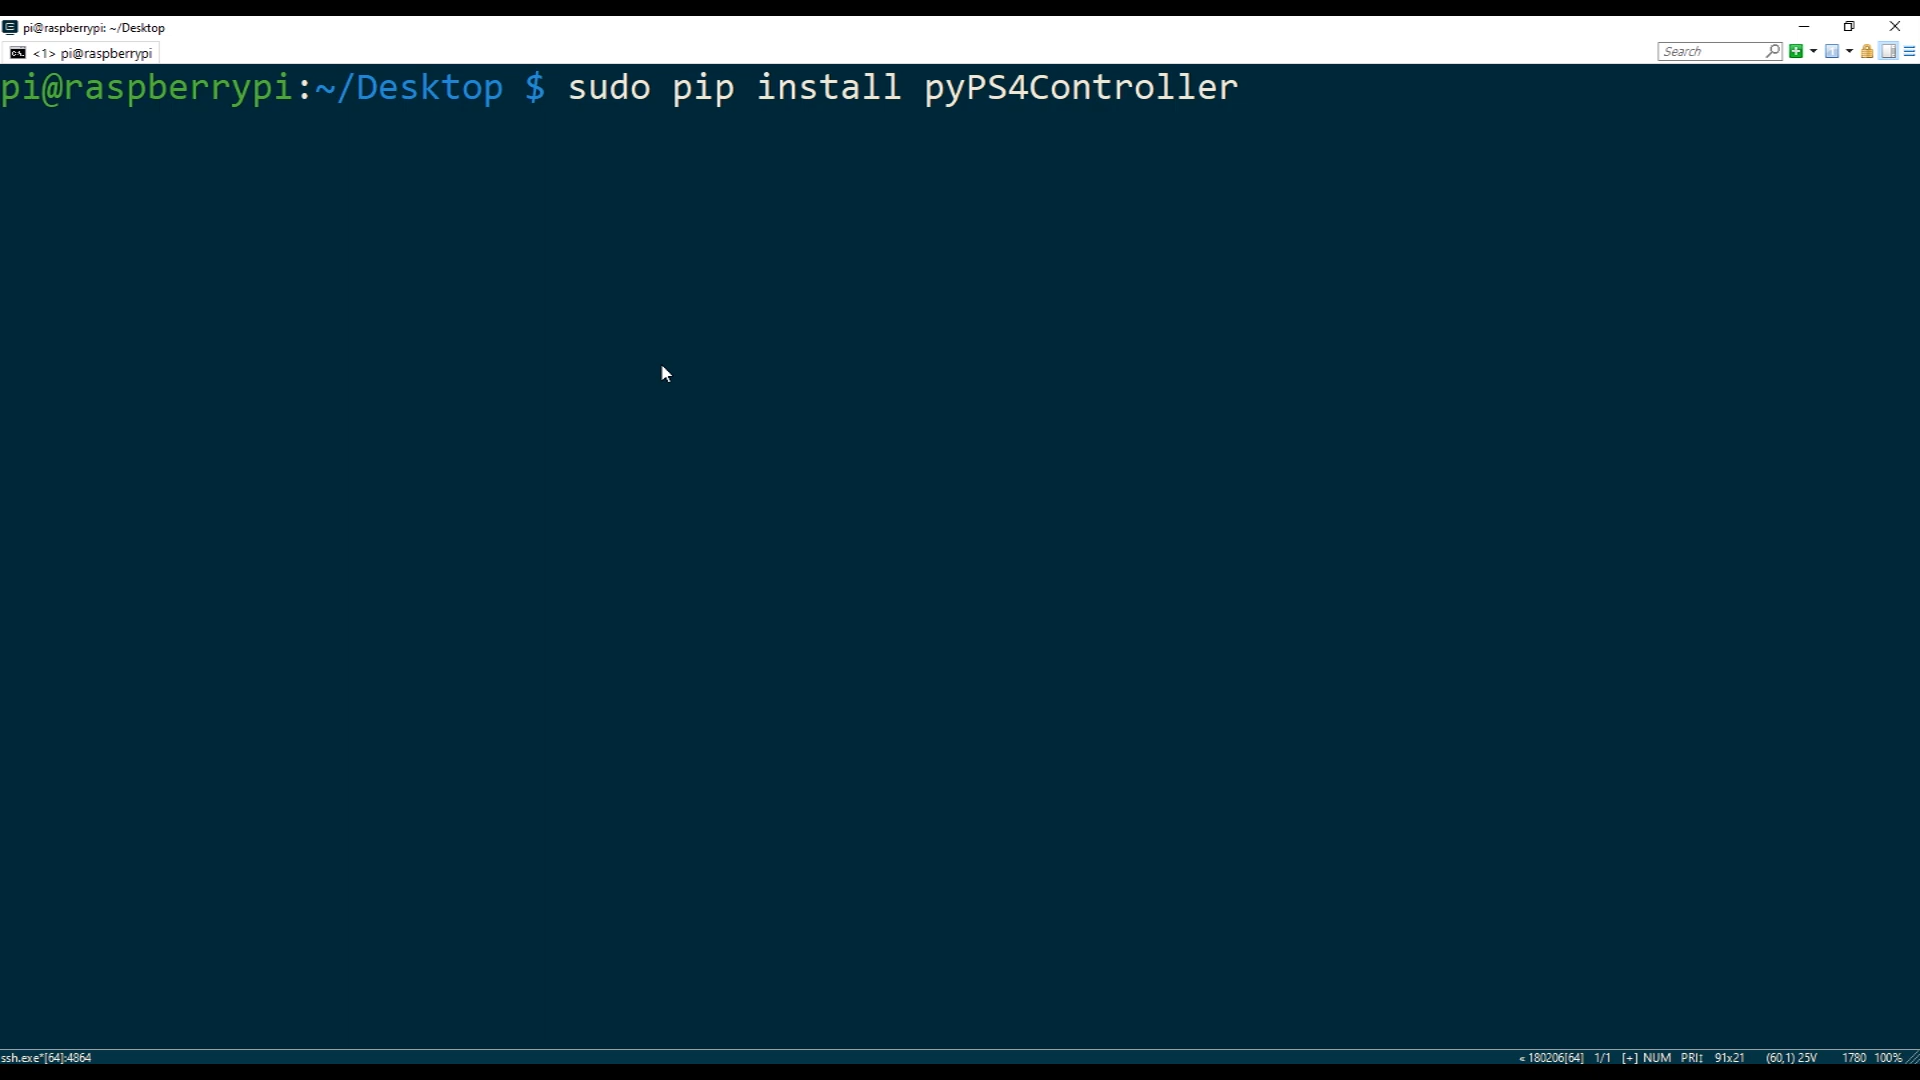 pi@raspberrypi: ~/Desktop
<1> pi@raspberrypi
Search
pi@raspberrypi:~/Desktop $ sudo pip install pyPS4Controller
ssh.exe*[64]:4864
« 180206[64] 1/1 [+] NUM PRI↕ 91x21 (60,1) 25V 1780 100%